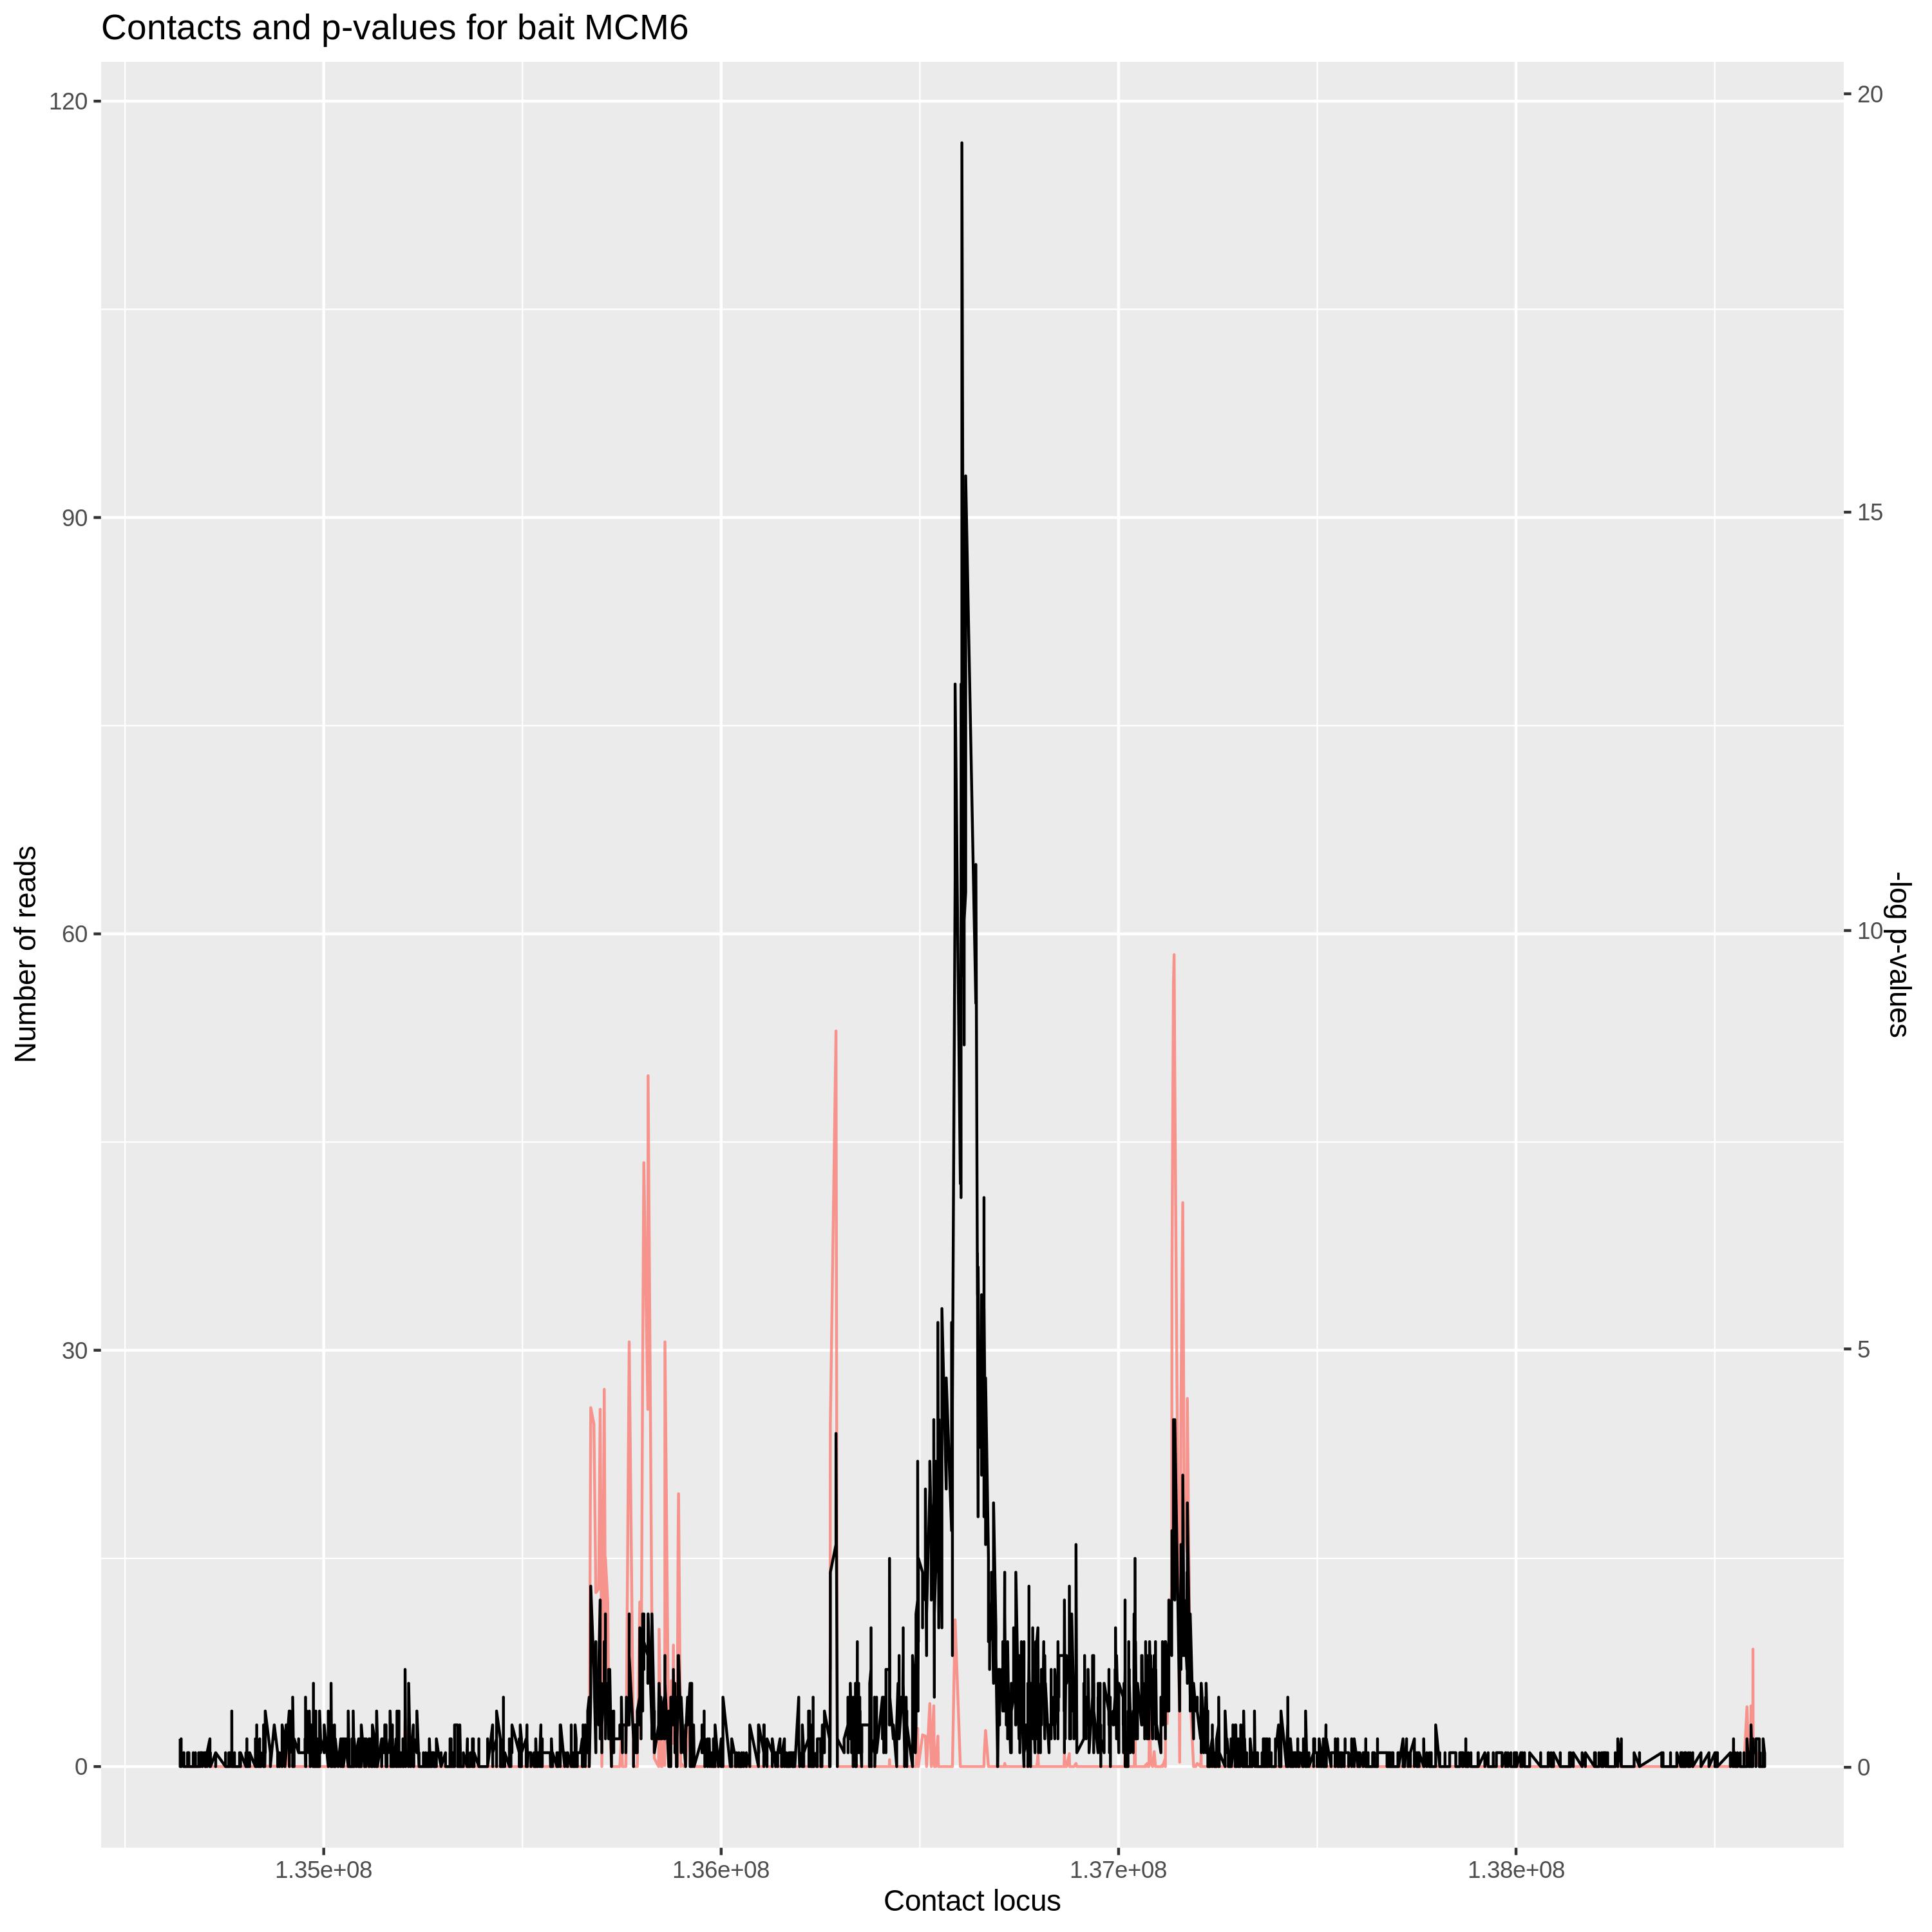 Contacts and p-values for bait MCM6
120
90
60
30
0
Number of reads
20
15
10
5
0
-log p-values
1.35e+08
1.36e+08
1.37e+08
1.38e+08
Contact locus